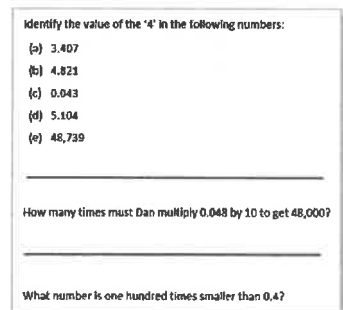 Identify the value of the '4' in the following numbers:
(a) 3.407
(b) 4.821
(c) 0.043
(d) 5.104
(e) 48,739
How many times must Dan multiply 0.048 by 10 to get 48,000?
What number is one hundred times smaller than 0.4?